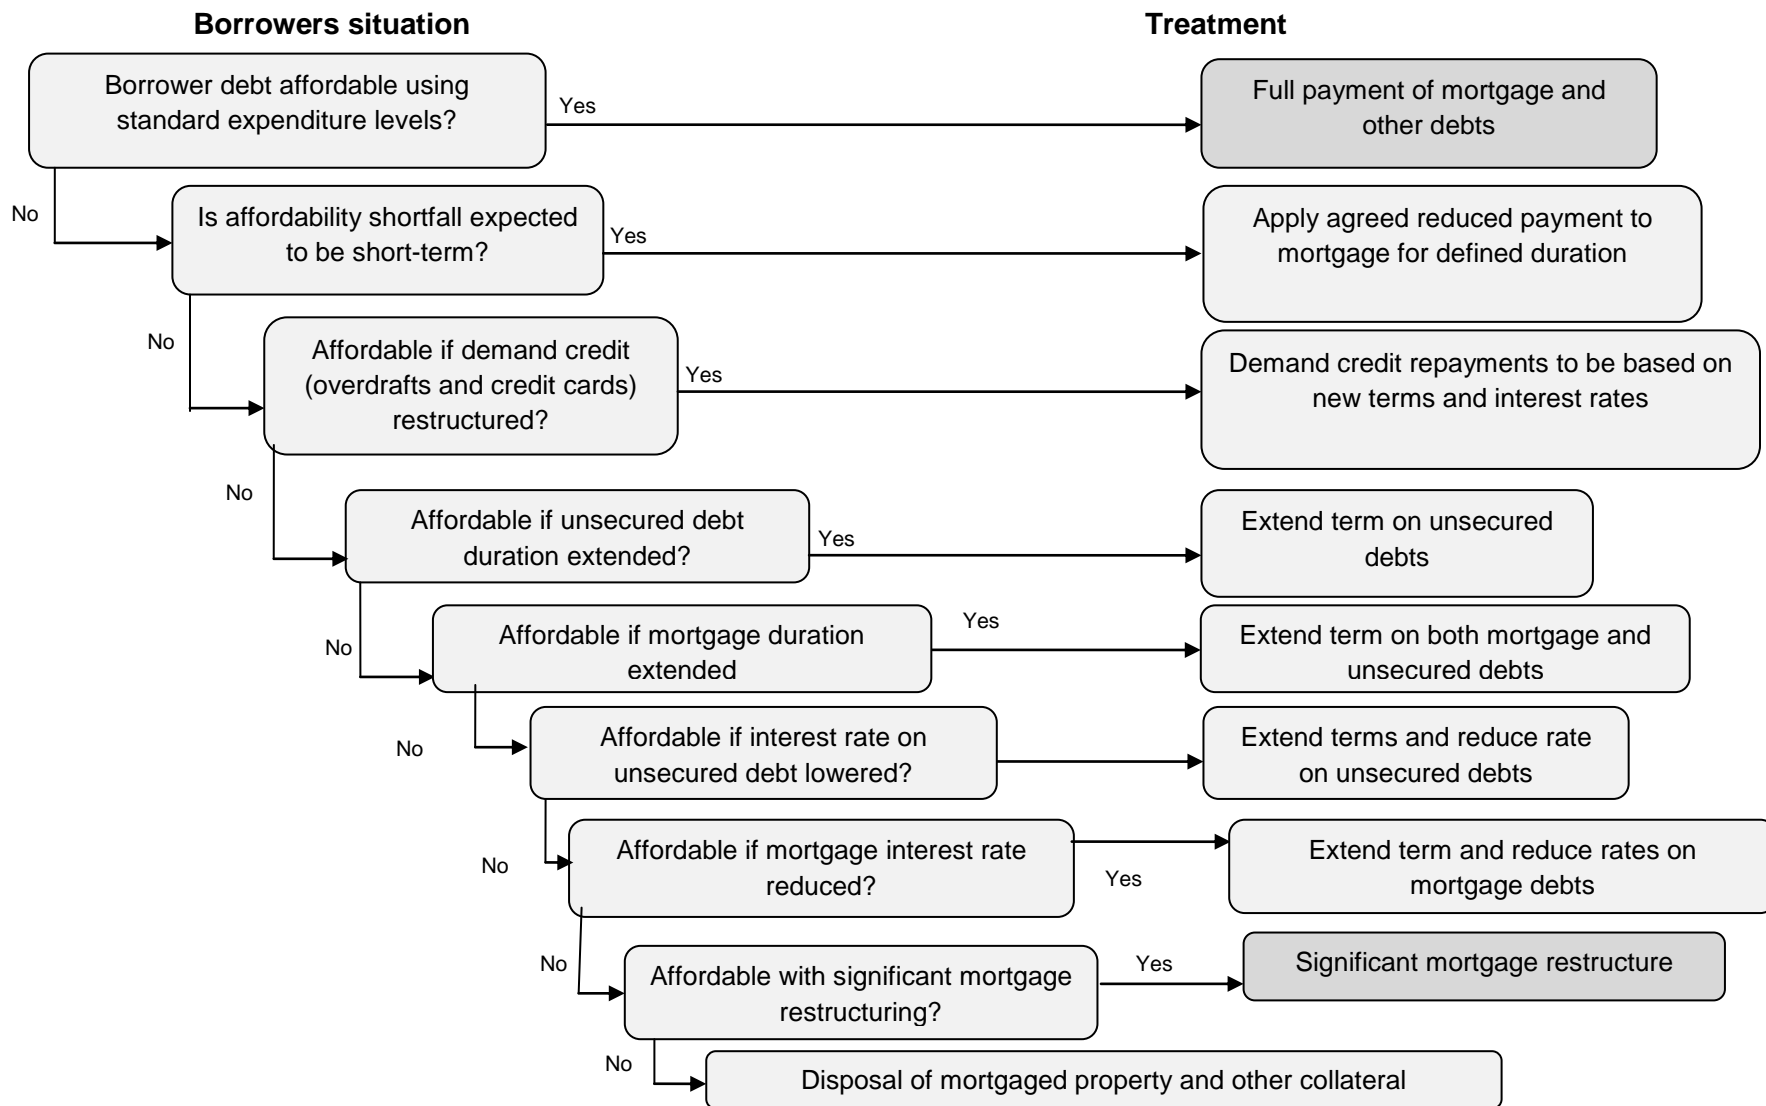 Borrowers situation
Treatment
Borrower debt affordable using
standard expenditure levels?
Yes
Full payment of mortgage and
other debts
No
Is affordability shortfall expected
to be short-term?
Yes
Apply agreed reduced payment to
mortgage for defined duration
No
Affordable if demand credit
(overdrafts and credit cards)
restructured?
Yes
Demand credit repayments to be based on
new terms and interest rates
No
Affordable if unsecured debt
duration extended?
Yes
Extend term on unsecured
debts
No
Affordable if mortgage duration
extended
Yes
Extend term on both mortgage and
unsecured debts
No
Affordable if interest rate on
unsecured debt lowered?
Extend terms and reduce rate
on unsecured debts
No
Affordable if mortgage interest rate
reduced?
Yes
Extend term and reduce rates on
mortgage debts
No
Affordable with significant mortgage
restructuring?
Yes
Significant mortgage restructure
No
Disposal of mortgaged property and other collateral